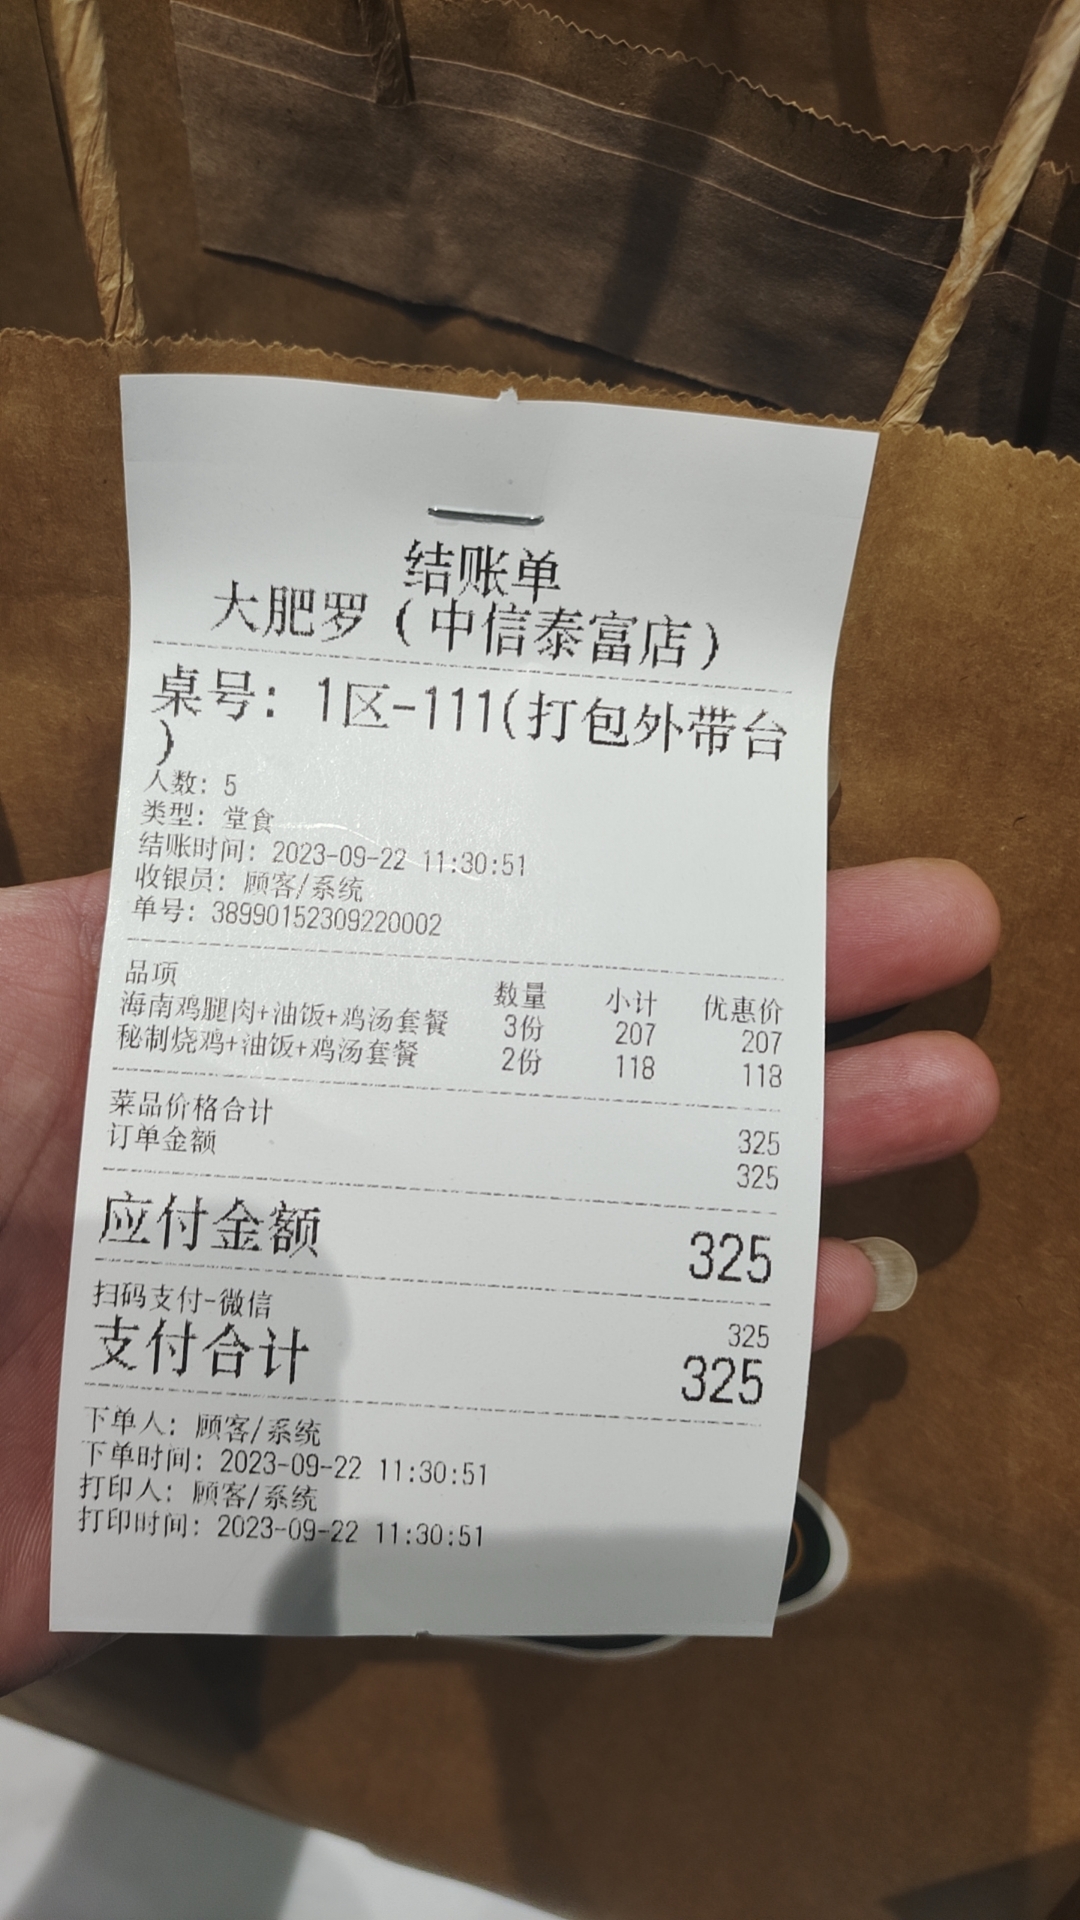 结账单
大肥罗（中信泰富店）
桌号：1区-111(打包外带台
)
人数：5
类型：堂食
结账时间：2023-09-22 11:30:51
收银员：顾客/系统
单号：38990152309220002
品项 数量 小计 优惠价
海南鸡腿肉+油饭+鸡汤套餐 3份 207 207
秘制烧鸡+油饭+鸡汤套餐 2份 118 118
菜品价格合计 325
订单金额 325
应付金额 325
扫码支付-微信 325
支付合计 325
下单人：顾客/系统
下单时间：2023-09-22 11:30:51
打印人：顾客/系统
打印时间：2023-09-22 11:30:51